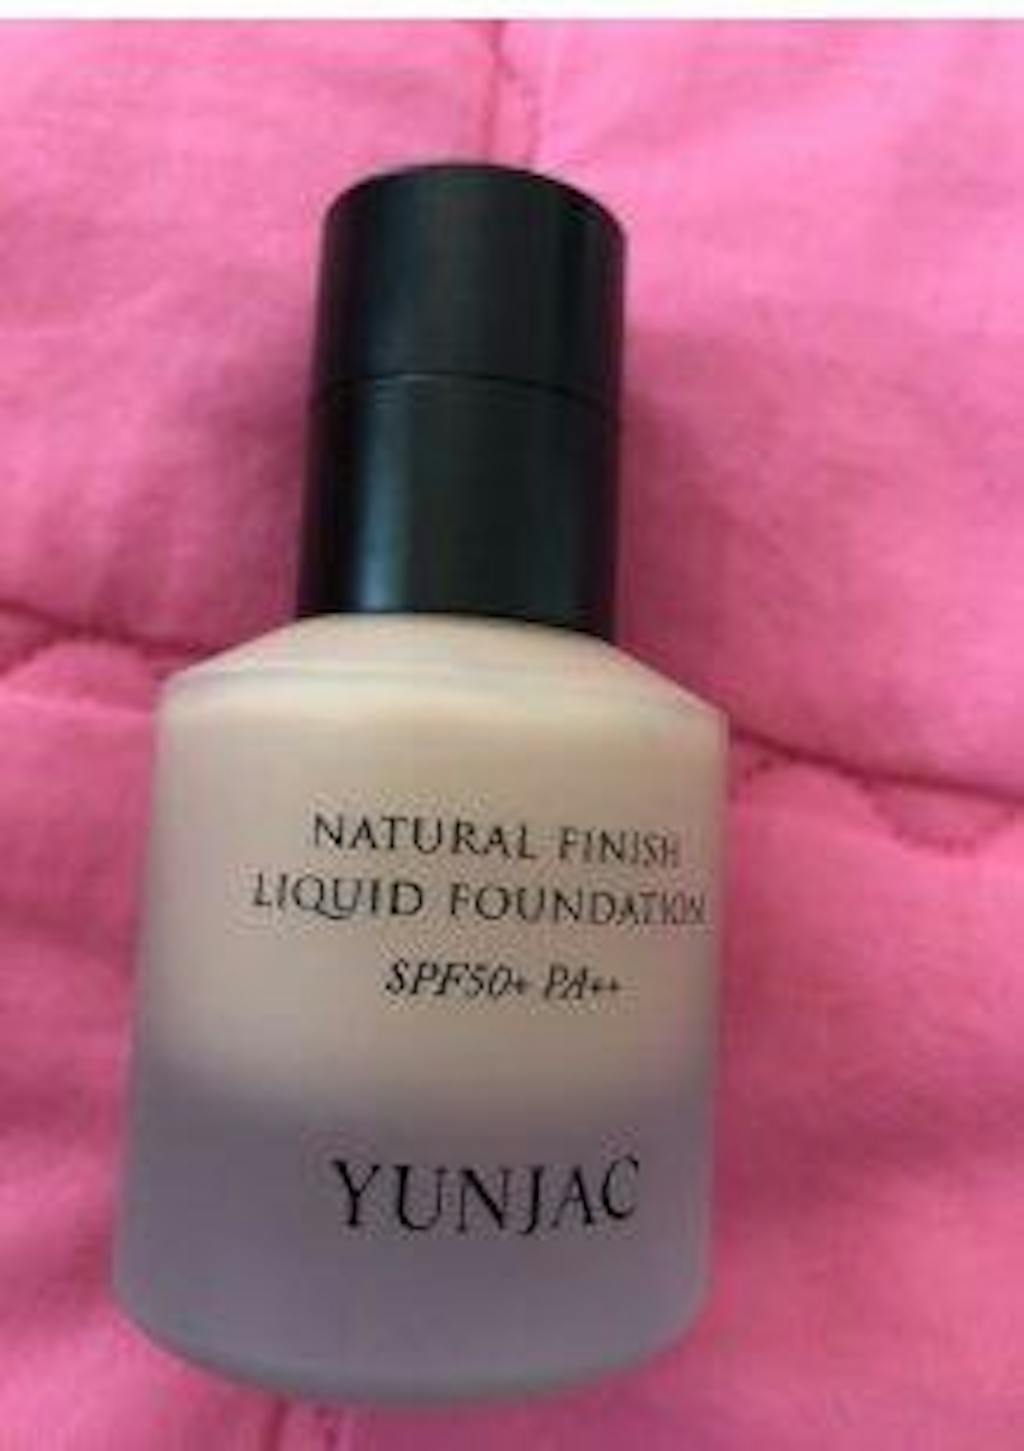 NATURAL FINISH
LIQUID FOUNDATION
SPF50+ PA++
YUNJAC